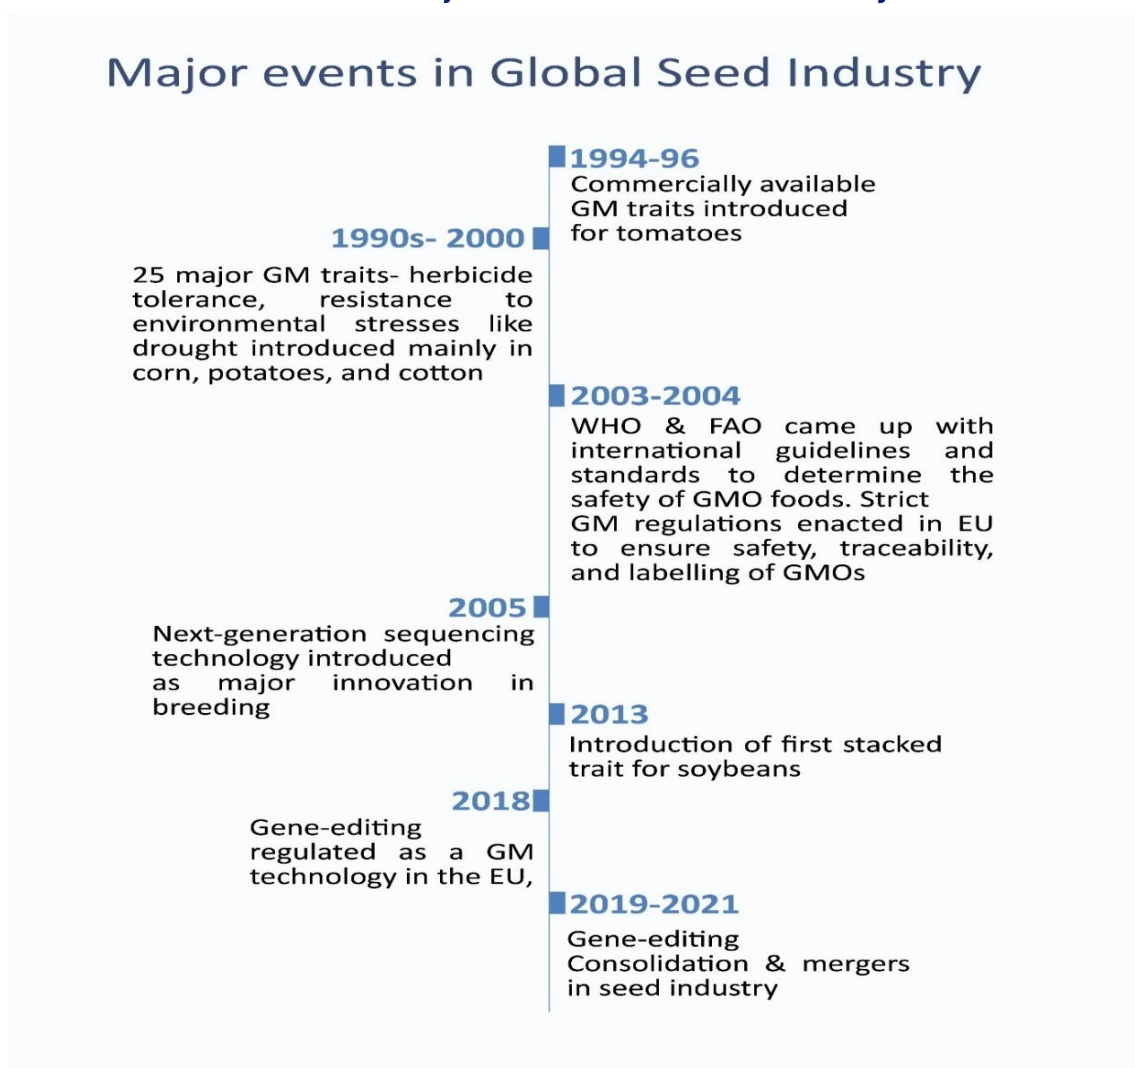 Major events in Global Seed Industry
1994-96
Commercially available
GM traits introduced
for tomatoes
1990s- 2000
25 major GM traits- herbicide
tolerance, resistance to
environmental stresses like
drought introduced mainly in
corn, potatoes, and cotton
2003-2004
WHO & FAO came up with
international guidelines and
standards to determine the
safety of GMO foods. Strict
GM regulations enacted in EU
to ensure safety, traceability,
and labelling of GMOs
2005
Next-generation sequencing
technology introduced
as major innovation in
breeding
2013
Introduction of first stacked
trait for soybeans
2018
Gene-editing
regulated as a GM
technology in the EU,
2019-2021
Gene-editing
Consolidation & mergers
in seed industry